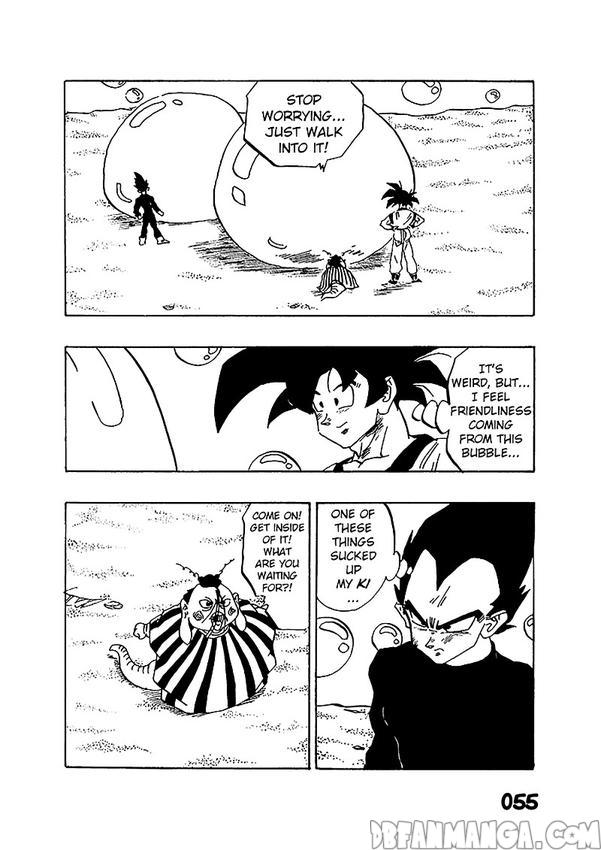 STOP
WORRYING...
JUST WALK
INTO IT!
IT'S
WEIRD, BUT...
I FEEL
FRIENDLINESS
COMING
FROM THIS
BUBBLE...
COME ON!
GET INSIDE
OF IT!
WHAT
ARE YOU
WAITING
FOR?!
ONE OF
THESE
THINGS
SUCKED
UP
MY KI
...
055
DBFANMANGA.COM